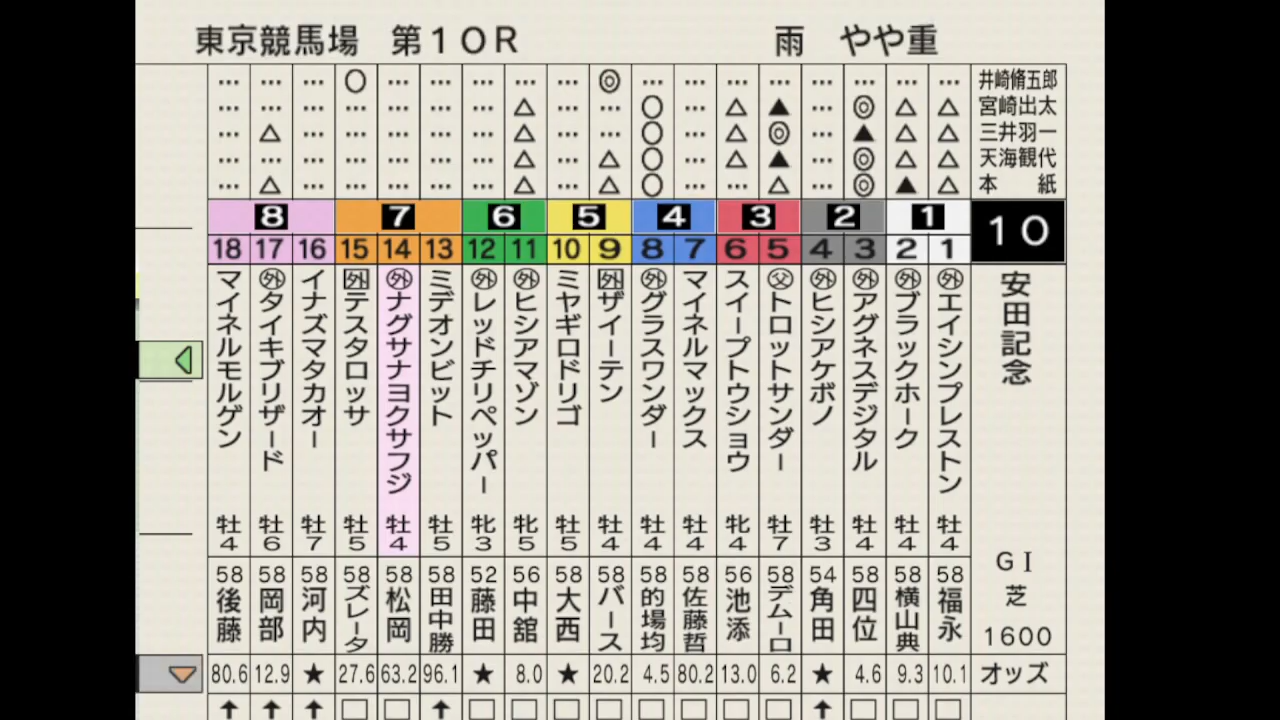 東京競馬場 第10R 雨 やや重
… … … ○ … … … … … ◎ … … … … … … … … 井崎脩五郎
… … … … … … … △ … … ○ … △ ▲ … ◎ △ △ 宮崎出太
… △ … … … … … △ … … ○ … △ ◎ … ▲ △ △ 三井羽一
… … … … … … … △ … △ ○ … △ ▲ … ◎ △ △ 天海観代
… △ … … … … … △ … △ ○ … … △ … ◎ ▲ △ 本紙
8 7 6 5 4 3 2 1 10
18 17 16 15 14 13 12 11 10 9 8 7 6 5 4 3 2 1
安田記念
GI
芝
1600
オッズ
外エイシンプレストン 牡4 58 福永 10.1
外ブラックホーク 牡4 58 横山典 9.3
外アグネスデジタル 牡4 58 四位 4.6
外ヒシアケボノ 牡3 54 角田 ★
父トロットサンダー 牡7 58 デムーロ 6.2
スイープトウショウ 牝4 56 池添 13.0
マイネルマックス 牡4 58 佐藤哲 80.2
外グラスワンダー 牡4 58 的場均 4.5
外ザイーテン 牡4 58 バース 20.2
ミヤギロドリゴ 牡5 58 大西 ★
外ヒシアマゾン 牝5 56 中舘 8.0
外レッドチリペッパー 牝3 52 藤田 ★
ミデオンビット 牡5 58 田中勝 96.1
外ナグサナヨクサフジ 牡4 58 松岡 63.2
外テスタロッサ 牡5 58 ズレータ 27.6
イナズマタカオー 牡7 58 河内 ★
外タイキブリザード 牡6 58 岡部 12.9
マイネルモルゲン 牡4 58 後藤 80.6